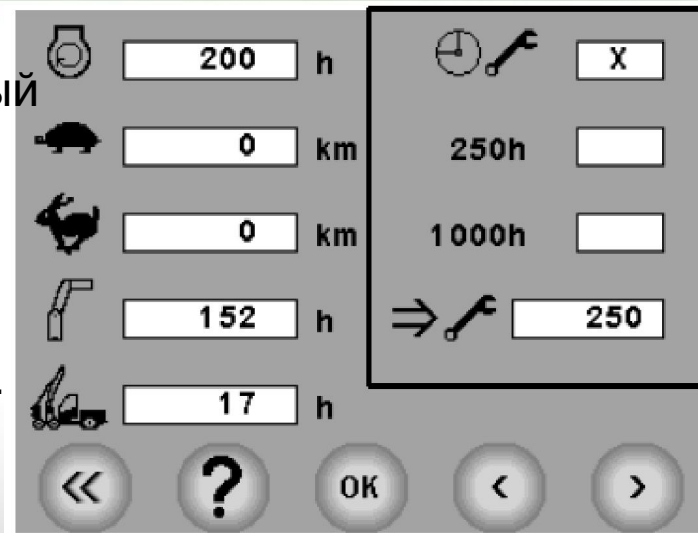 ый
200 h X
0 km 250h
0 km 1000h
152 h 250
17 h
« ? OK < >